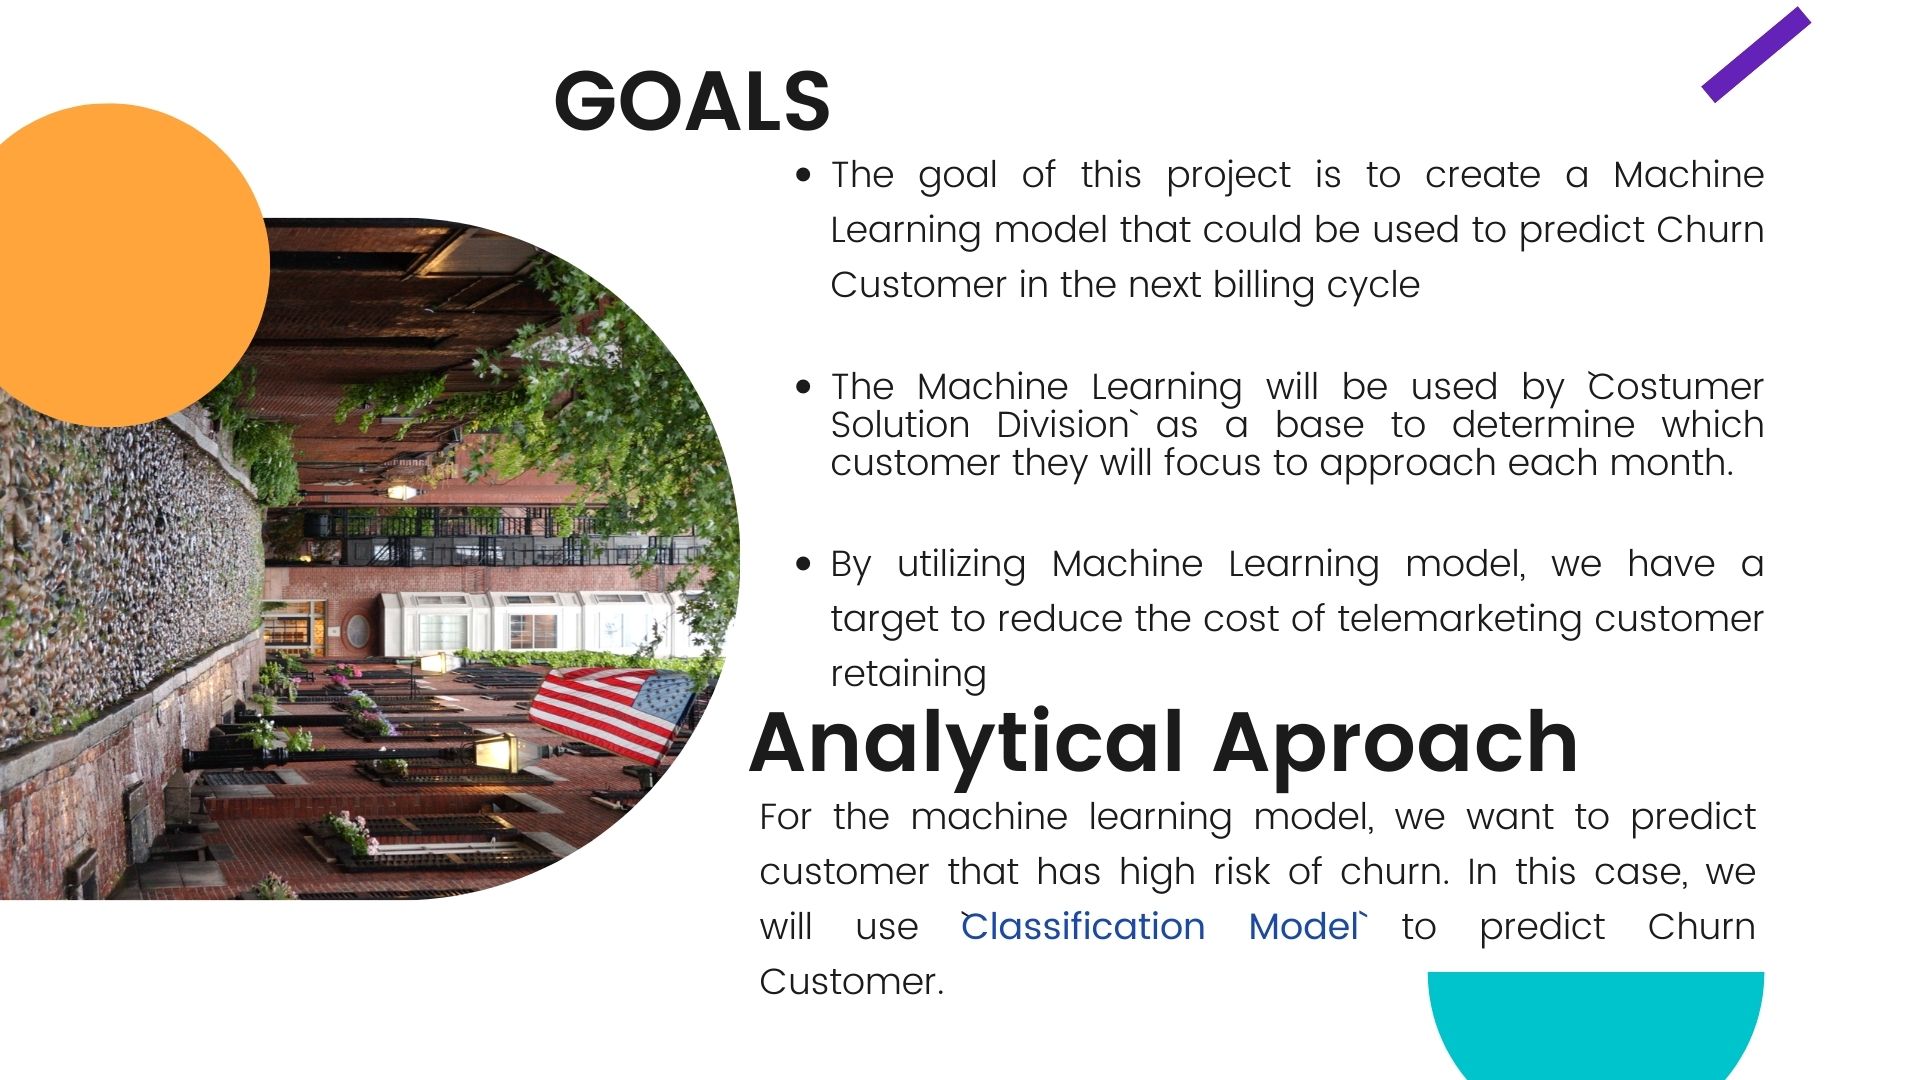 GOALS
The goal of this project is to create a Machine
Learning model that could be used to predict Churn
Customer in the next billing cycle
The Machine Learning will be used by `Costumer
Solution Division` as a base to determine which
customer they will focus to approach each month.
By utilizing Machine Learning model, we have a
target to reduce the cost of telemarketing customer
retaining
Analytical Aproach
For the machine learning model, we want to predict
customer that has high risk of churn. In this case, we
will use `Classification Model` to predict Churn
Customer.